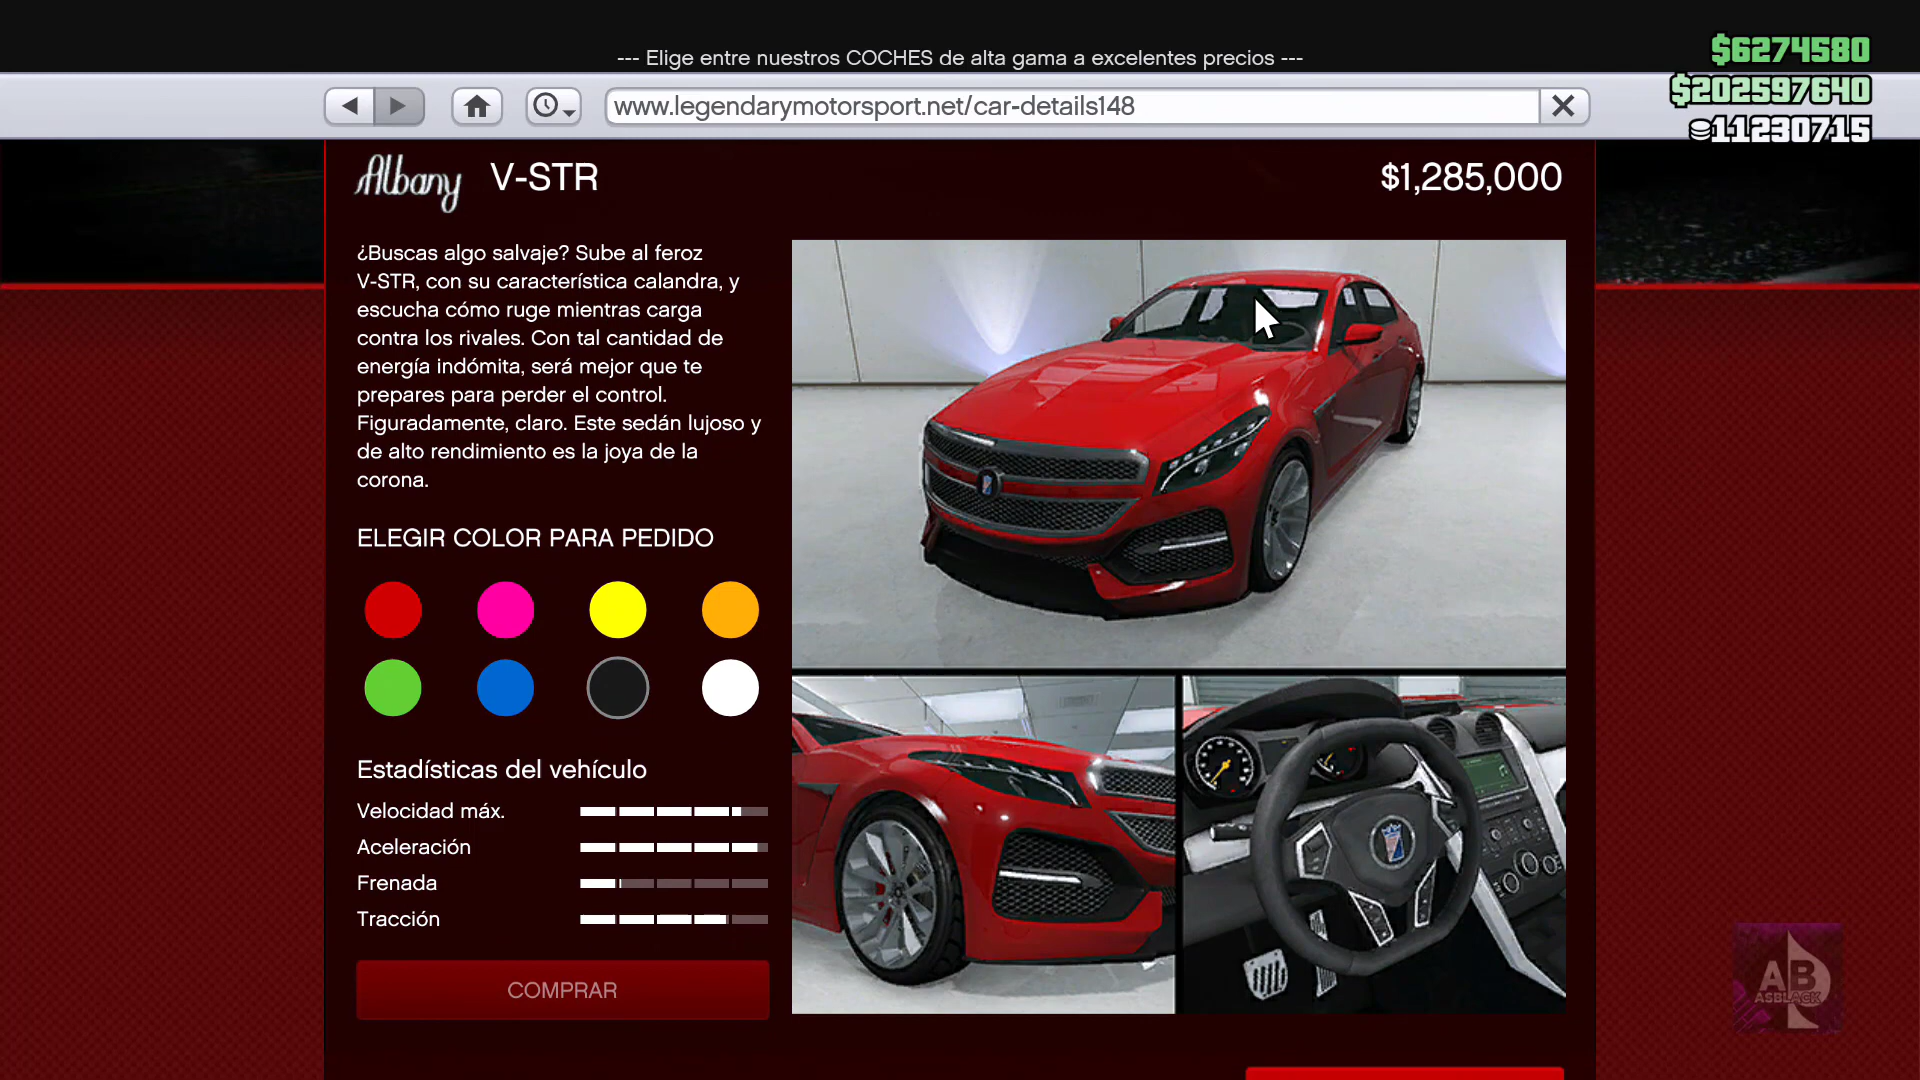 --- Elige entre nuestros COCHES de alta gama a excelentes precios ---
$6274580
$202597640
11230715
www.legendarymotorsport.net/car-details148
Albany V-STR $1,285,000
¿Buscas algo salvaje? Sube al feroz
V-STR, con su característica calandra, y
escucha cómo ruge mientras carga
contra los rivales. Con tal cantidad de
energía indómita, será mejor que te
prepares para perder el control.
Figuradamente, claro. Este sedán lujoso y
de alto rendimiento es la joya de la
corona.
ELEGIR COLOR PARA PEDIDO
Estadísticas del vehículo
Velocidad máx.
Aceleración
Frenada
Tracción
COMPRAR
AB
ASBLACK